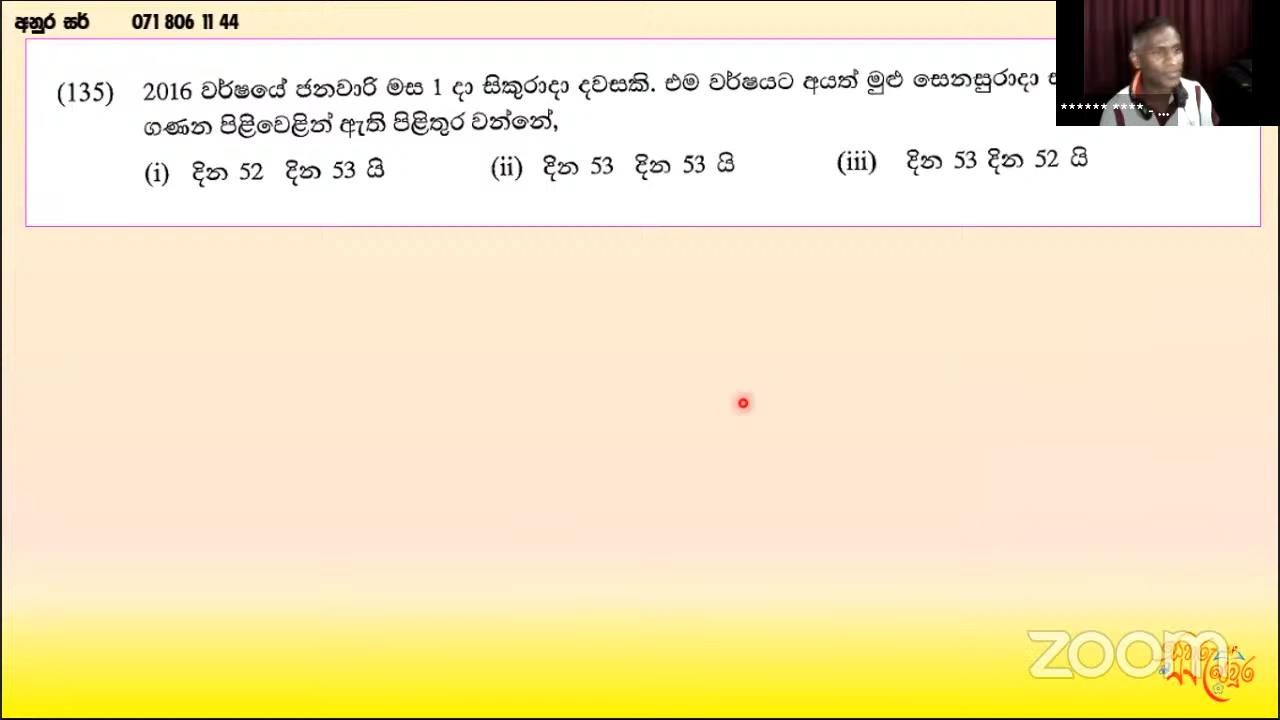 අනුර සර් 071 806 11 44
(135) 2016 වර්ෂයේ ජනවාරි මස 1 දා සිකුරාදා දවසකි. එම වර්ෂයට අයත් මුළු සෙනසුරාදා
****** **** - ...
ගණන පිළිවෙළින් ඇති පිළිතුර වන්නේ,
(i) දින 52 දින 53 යි (ii) දින 53 දින 53 යි (iii) දින 53 දින 52 යි
zoom